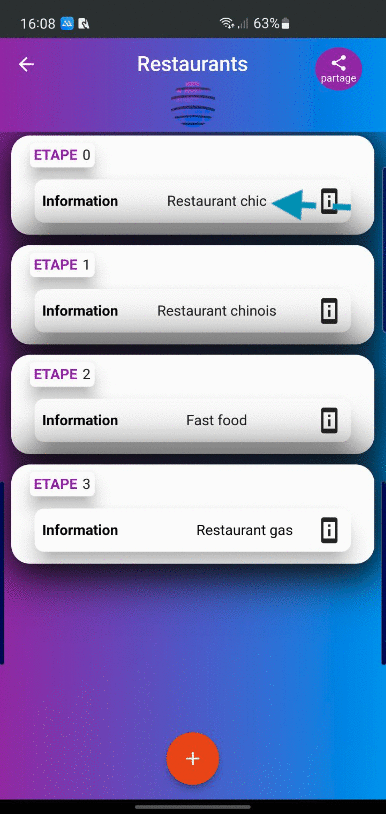 16:08 63%
Restaurants
partage
ETAPE 0
Information Restaurant chic
ETAPE 1
Information Restaurant chinois
ETAPE 2
Information Fast food
ETAPE 3
Information Restaurant gas
+